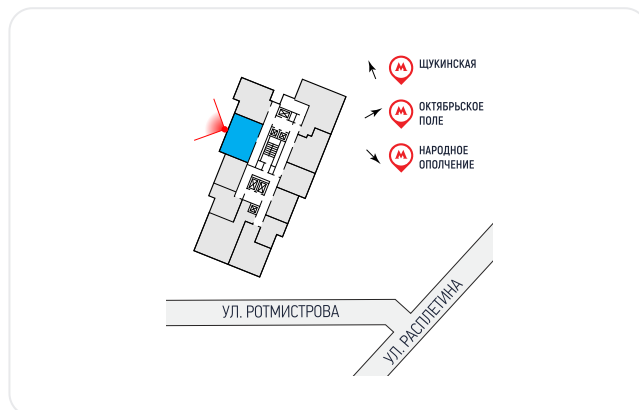 ЩУКИНСКАЯ
ОКТЯБРЬСКОЕ
ПОЛЕ
НАРОДНОЕ
ОПОЛЧЕНИЕ
УЛ. РОТМИСТРОВА
УЛ. РАСПЛЕТИНА